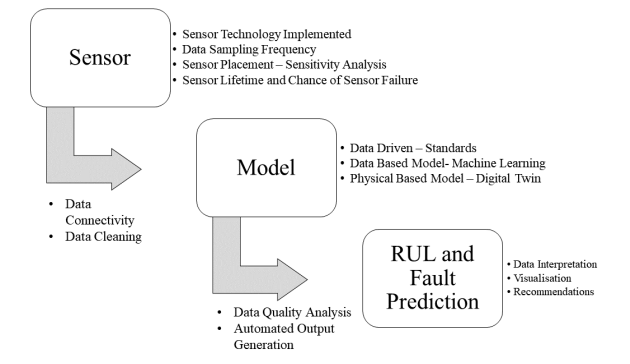 Sensor
• Sensor Technology Implemented
• Data Sampling Frequency
• Sensor Placement – Sensitivity Analysis
• Sensor Lifetime and Chance of Sensor Failure
• Data
Connectivity
• Data Cleaning
Model
• Data Driven – Standards
• Data Based Model- Machine Learning
• Physical Based Model – Digital Twin
• Data Quality Analysis
• Automated Output
Generation
RUL and
Fault
Prediction
• Data Interpretation
• Visualisation
• Recommendations